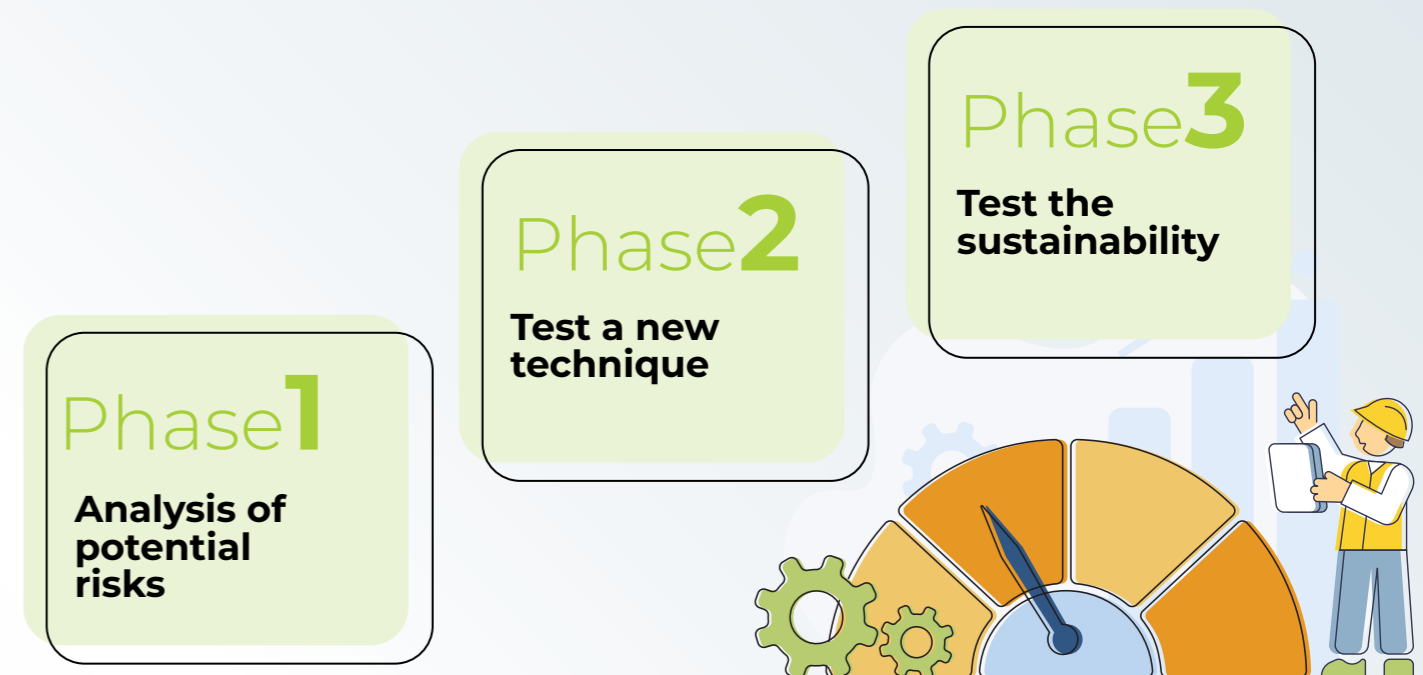 Phase1
Analysis of
potential
risks
Phase2
Test a new
technique
Phase3
Test the
sustainability